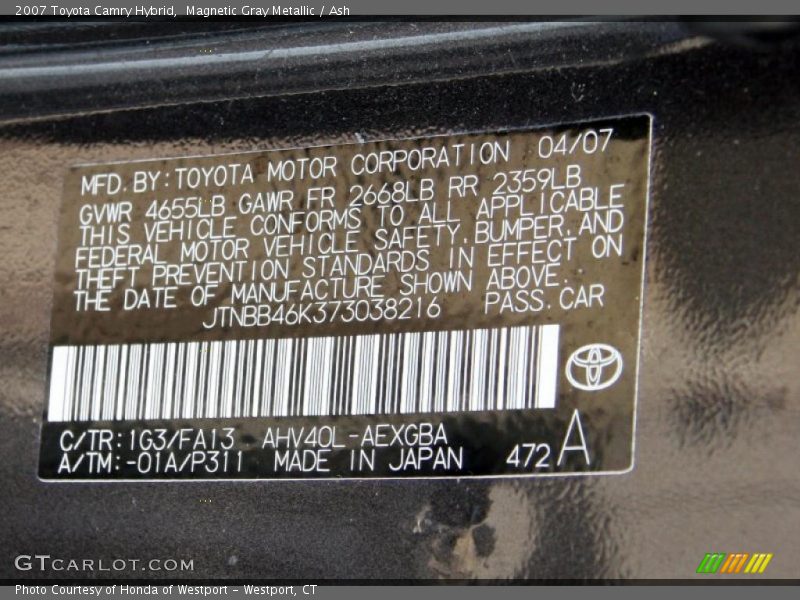 2007 Toyota Camry Hybrid, Magnetic Gray Metallic / Ash
MFD.BY:TOYOTA MOTOR CORPORATION 04/07
GVWR 4655LB GAWR FR 2668LB RR 2359LB
THIS VEHICLE CONFORMS TO ALL APPLICABLE
FEDERAL MOTOR VEHICLE SAFETY,BUMPER,AND
THEFT PREVENTION STANDARDS IN EFFECT ON
THE DATE OF MANUFACTURE SHOWN ABOVE.
JTNBB46K373038216 PASS.CAR
C/TR:1G3/FA13 AHV40L-AEXGBA
A/TM:-01A/P311 MADE IN JAPAN 472 A
GTCARLOT.COM
Photo Courtesy of Honda of Westport - Westport, CT